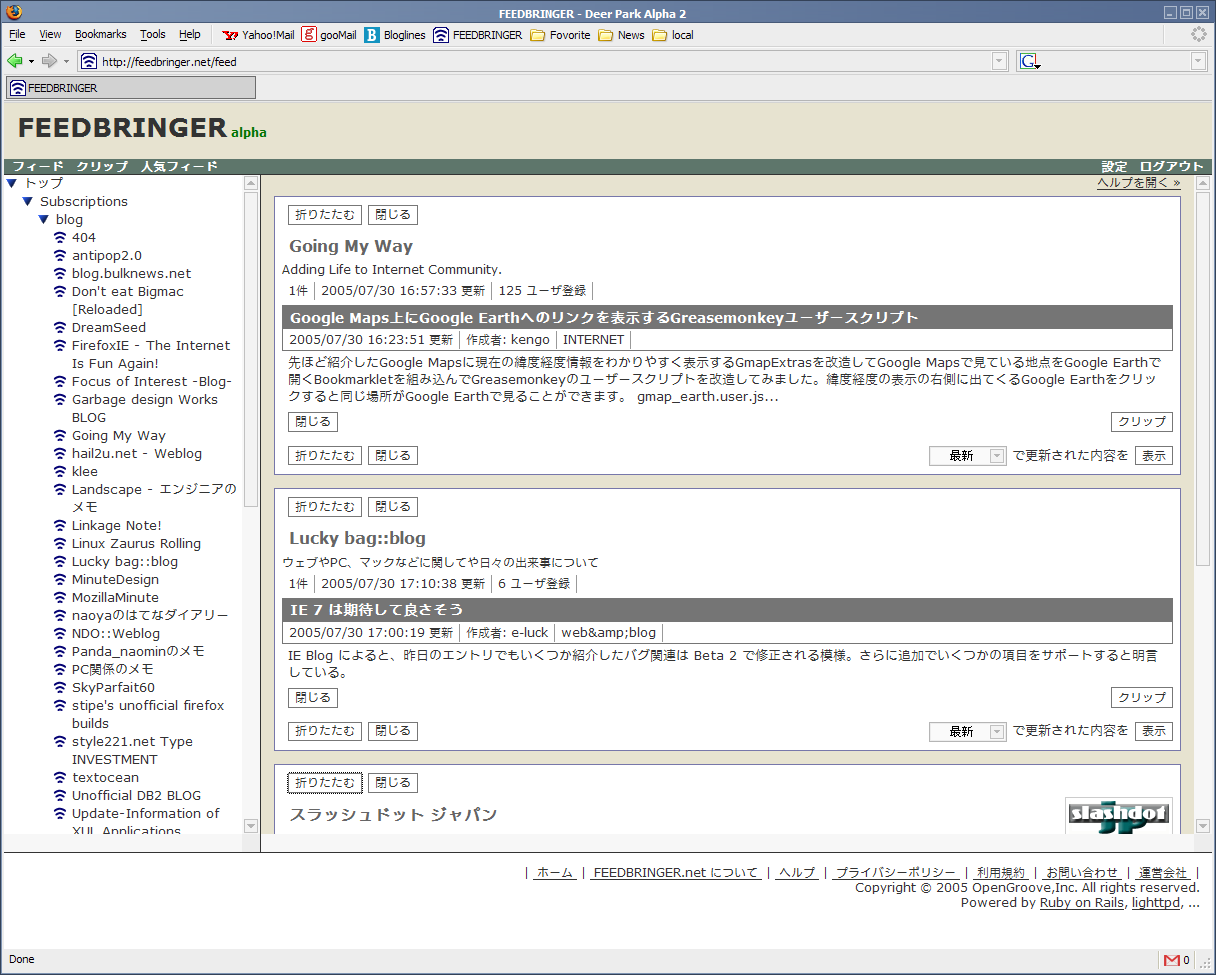 FEEDBRINGER - Deer Park Alpha 2
File View Bookmarks Tools Help Yahoo!Mail gooMail Bloglines FEEDBRINGER Favorite News local
http://feedbringer.net/feed
FEEDBRINGER
FEEDBRINGER alpha
フィード クリップ 人気フィード 設定 ログアウト
トップ
Subscriptions
blog
404
antipop2.0
blog.bulknews.net
Don't eat Bigmac
[Reloaded]
DreamSeed
FirefoxIE - The Internet
Is Fun Again!
Focus of Interest -Blog-
Garbage design Works
BLOG
Going My Way
hail2u.net - Weblog
klee
Landscape - エンジニアの
メモ
Linkage Note!
Linux Zaurus Rolling
Lucky bag::blog
MinuteDesign
MozillaMinute
naoyaのはてなダイアリー
NDO::Weblog
Panda_naominのメモ
PC関係のメモ
SkyParfait60
stipe's unofficial firefox
builds
style221.net Type
INVESTMENT
textocean
Unofficial DB2 BLOG
Update-Information of
XUL Applications
ヘルプを開く »
折りたたむ 閉じる
Going My Way
Adding Life to Internet Community.
1件 2005/07/30 16:57:33 更新 125 ユーザ登録
Google Maps上にGoogle Earthへのリンクを表示するGreasemonkeyユーザースクリプト
2005/07/30 16:23:51 更新 作成者: kengo INTERNET
先ほど紹介したGoogle Mapsに現在の緯度経度情報をわかりやすく表示するGmapExtrasを改造してGoogle Mapsで見ている地点をGoogle Earthで
開くBookmarkletを組み込んでGreasemonkeyのユーザースクリプトを改造してみました。緯度経度の表示の右側に出てくるGoogle Earthをクリッ
クすると同じ場所がGoogle Earthで見ることができます。 gmap_earth.user.js...
閉じる クリップ
折りたたむ 閉じる 最新 で更新された内容を 表示
折りたたむ 閉じる
Lucky bag::blog
ウェブやPC、マックなどに関してや日々の出来事について
1件 2005/07/30 17:10:38 更新 6 ユーザ登録
IE 7 は期待して良さそう
2005/07/30 17:00:19 更新 作成者: e-luck web&amp;blog
IE Blog によると、昨日のエントリでもいくつか紹介したバグ関連は Beta 2 で修正される模様。さらに追加でいくつかの項目をサポートすると明言
している。
閉じる クリップ
折りたたむ 閉じる 最新 で更新された内容を 表示
折りたたむ 閉じる
スラッシュドット ジャパン
slashdot jp
| ホーム | FEEDBRINGER.net について | ヘルプ | プライバシーポリシー | 利用規約 | お問い合わせ | 運営会社 |
Copyright © 2005 OpenGroove,Inc. All rights reserved.
Powered by Ruby on Rails, lighttpd, ...
Done 0